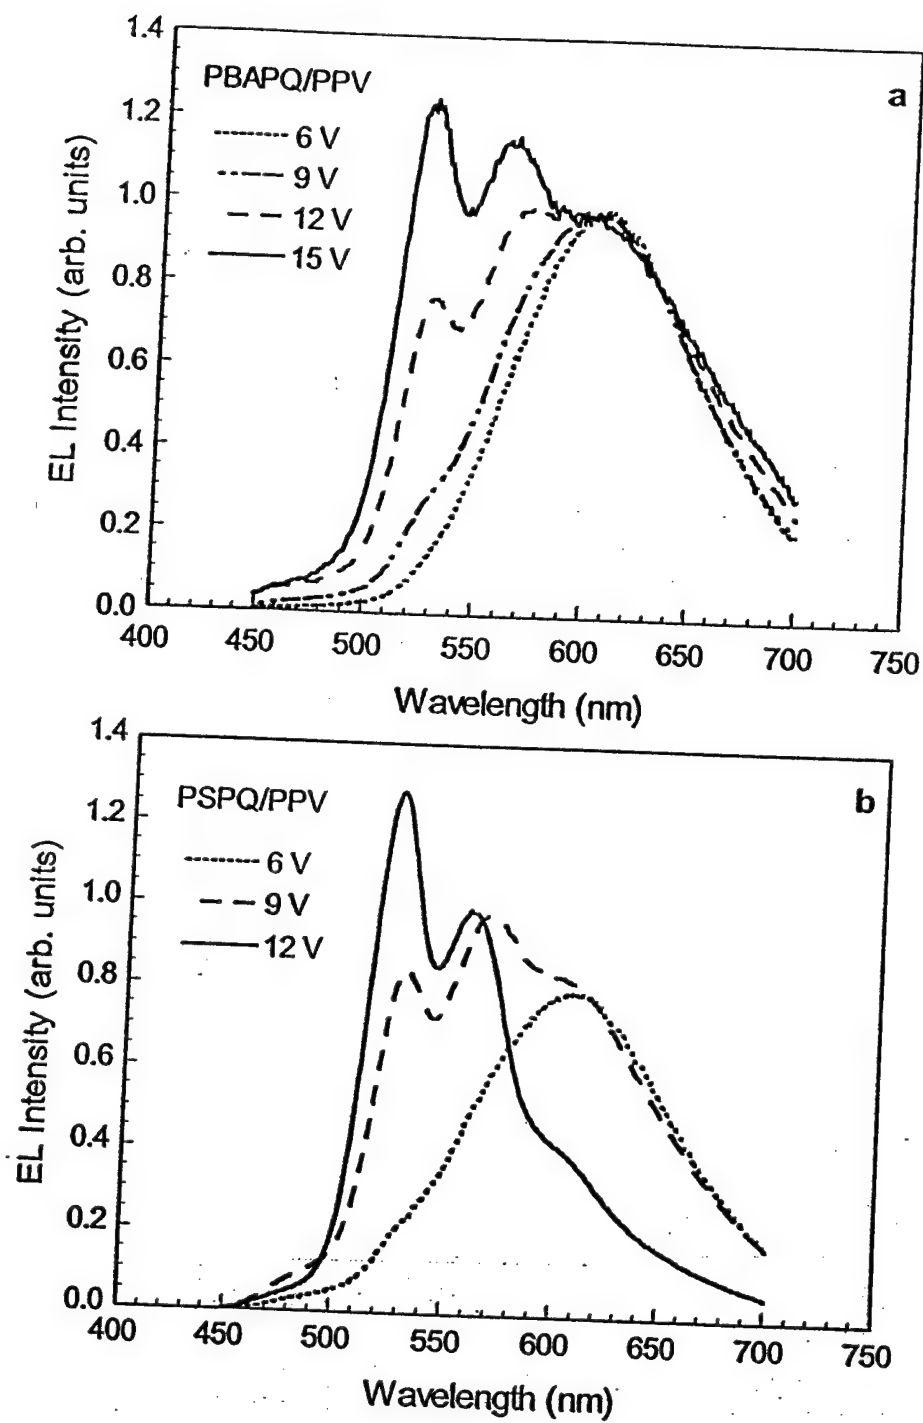 1.4
1.2
1.0
0.8
0.6
0.4
0.2
0.0
EL Intensity (arb. units)
PBAPQ/PPV
6 V
9 V
12 V
15 V
a
400 450 500 550 600 650 700 750
Wavelength (nm)
1.4
1.2
1.0
0.8
0.6
0.4
0.2
0.0
EL Intensity (arb. units)
PSPQ/PPV
6 V
9 V
12 V
b
400 450 500 550 600 650 700 750
Wavelength (nm)